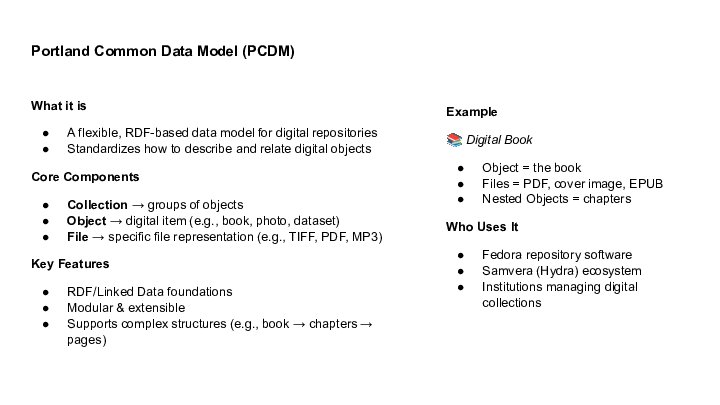 Portland Common Data Model (PCDM)
What it is
● A flexible, RDF-based data model for digital repositories
● Standardizes how to describe and relate digital objects
Core Components
● Collection → groups of objects
● Object → digital item (e.g., book, photo, dataset)
● File → specific file representation (e.g., TIFF, PDF, MP3)
Key Features
● RDF/Linked Data foundations
● Modular & extensible
● Supports complex structures (e.g., book → chapters →
pages)
Example
📚 Digital Book
● Object = the book
● Files = PDF, cover image, EPUB
● Nested Objects = chapters
Who Uses It
● Fedora repository software
● Samvera (Hydra) ecosystem
● Institutions managing digital
collections